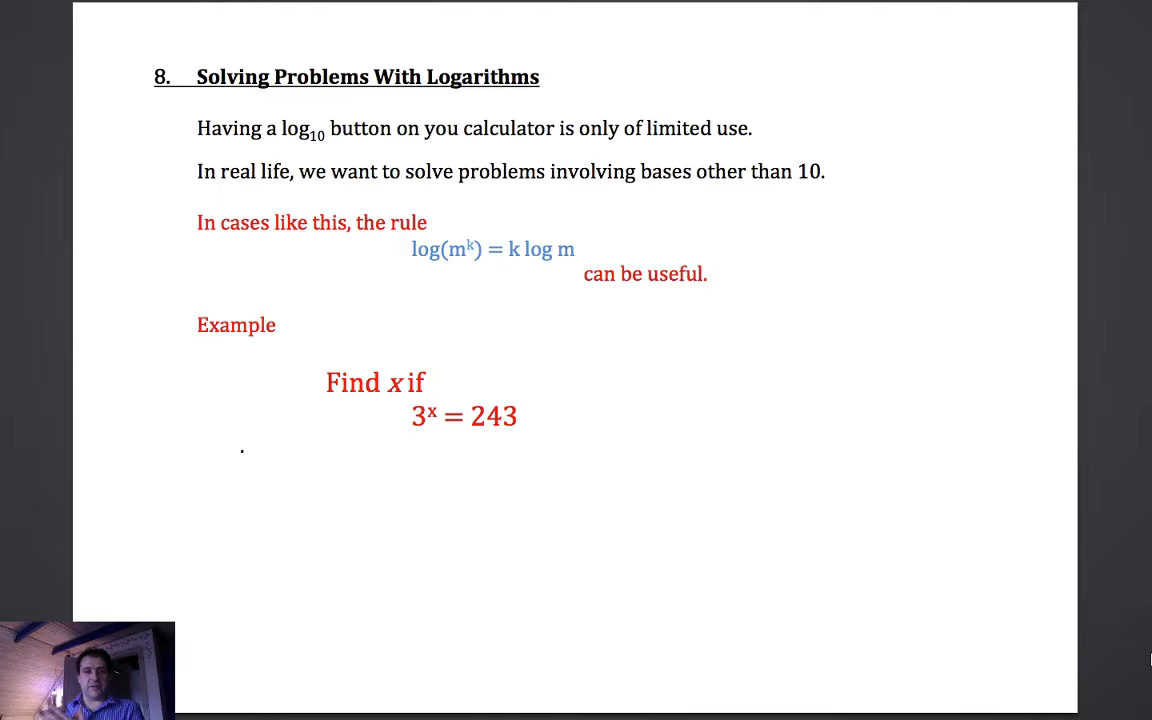 8. Solving Problems With Logarithms
Having a log₁₀ button on you calculator is only of limited use.
In real life, we want to solve problems involving bases other than 10.
In cases like this, the rule
log(mᵏ) = k log m
can be useful.
Example
Find x if
3ˣ = 243